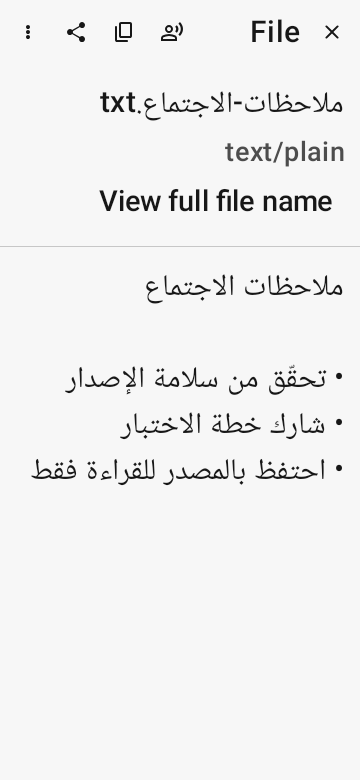 File
ملاحظات-الاجتماع.txt
text/plain
View full file name
ملاحظات الاجتماع
• تحقّق من سلامة الإصدار
• شارك خطة الاختبار
• احتفظ بالمصدر للقراءة فقط